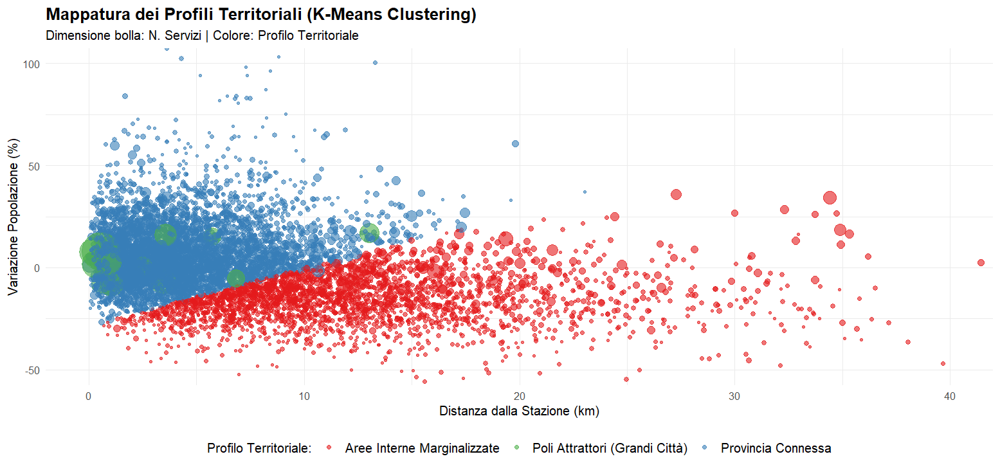 Mappatura dei Profili Territoriali (K-Means Clustering)
Dimensione bolla: N. Servizi | Colore: Profilo Territoriale
Variazione Popolazione (%)
100
50
0
-50
0 10 20 30 40
Distanza dalla Stazione (km)
Profilo Territoriale: Aree Interne Marginalizzate Poli Attrattori (Grandi Città) Provincia Connessa